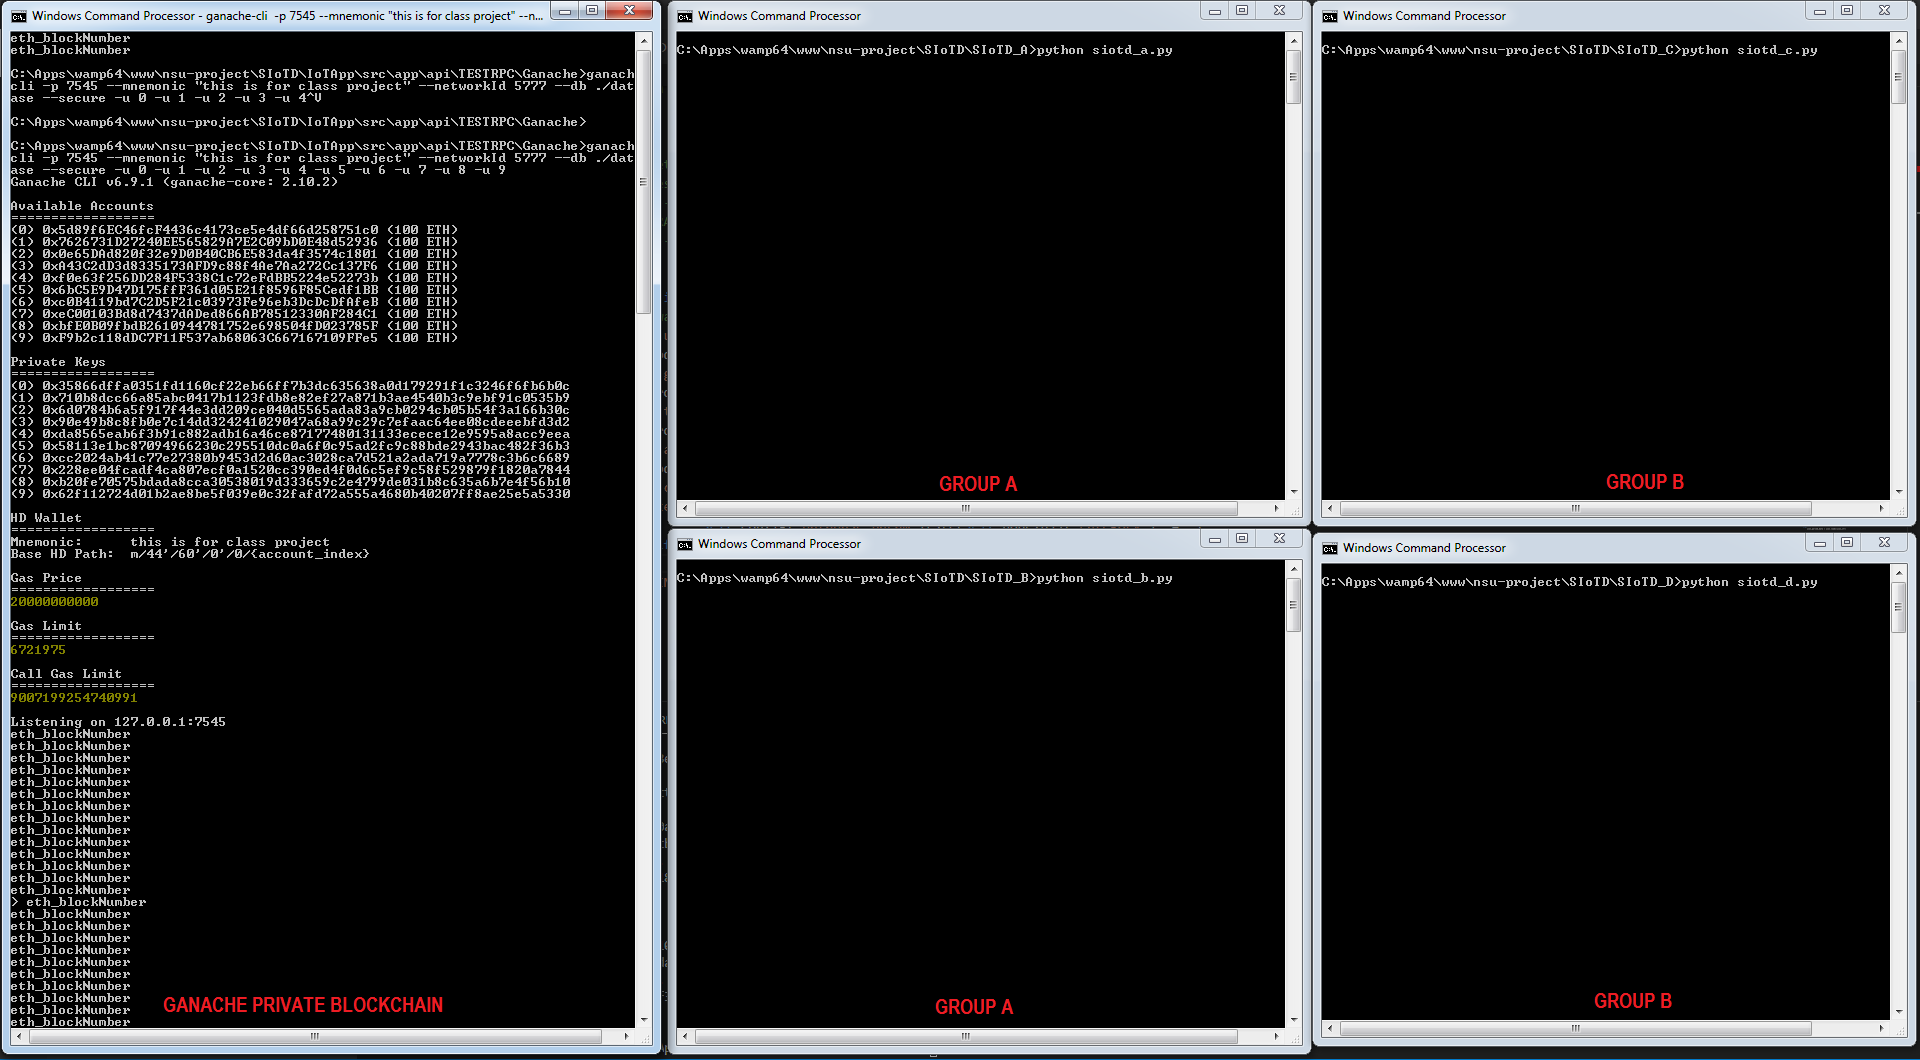 Windows Command Processor - ganache-cli -p 7545 --mnemonic "this is for class project" --n...
eth_blockNumber
eth_blockNumber
C:\Apps\wamp64\www\nsu-project\SIoTD\IoTApp\src\app\api\TESTRPC\Ganache>ganach
cli -p 7545 --mnemonic "this is for class project" --networkId 5777 --db ./dat
ase --secure -u 0 -u 1 -u 2 -u 3 -u 4^V
C:\Apps\wamp64\www\nsu-project\SIoTD\IoTApp\src\app\api\TESTRPC\Ganache>
C:\Apps\wamp64\www\nsu-project\SIoTD\IoTApp\src\app\api\TESTRPC\Ganache>ganach
cli -p 7545 --mnemonic "this is for class project" --networkId 5777 --db ./dat
ase --secure -u 0 -u 1 -u 2 -u 3 -u 4 -u 5 -u 6 -u 7 -u 8 -u 9
Ganache CLI v6.9.1 (ganache-core: 2.10.2)
Available Accounts
==================
(0) 0x5d89f6EC46fcF4436c4173ce5e4df66d258751c0 (100 ETH)
(1) 0x7626731D27240EE565829A7E2C09bD0E48d52936 (100 ETH)
(2) 0x0e65DAd820f32e9D0B40CB6E583da4f3574c1801 (100 ETH)
(3) 0xA43C2dD3d8335173AFD9c88f4Ae7Aa272Cc137F6 (100 ETH)
(4) 0xf0e63f256DD284F5338C1c72eFdBB5224e52273b (100 ETH)
(5) 0x6bC5E9D47D175ffF361d05E21f8596F85Cedf1BB (100 ETH)
(6) 0xc0B4119bd7C2D5F21c03973Fe96eb3DcDcDfAfeB (100 ETH)
(7) 0xeC00103Bd8d7437dADed866AB78512330AF284C1 (100 ETH)
(8) 0xbfE0B09fbdB2610944781752e698504fD023785F (100 ETH)
(9) 0xF9b2c118dDC7F11F537ab68063C667167109FFe5 (100 ETH)
Private Keys
==================
(0) 0x35866dffa0351fd1160cf22eb66ff7b3dc635638a0d179291f1c3246f6fb6b0c
(1) 0x710b8dcc66a85abc0417b1123fdb8e82ef27a871b3ae4540b3c9ebf91c0535b9
(2) 0x6d0784b6a5f917f44e3dd209ce040d5565ada83a9cb0294cb05b54f3a166b30c
(3) 0x90e49b8c8fb0e7c14dd324241029047a68a99c29c7efaac64ee08cdeeebfd3d2
(4) 0xda8565eab6f3b91c882adb16a46ce87177480131133ecece12e9595a8acc9eea
(5) 0x58113e1bc87094966230c295510dc0a6f0c95ad2fc9c88bde2943bac482f36b3
(6) 0xcc2024ab41c77e27380b9453d2d60ac3028ca7d521a2ada719a7778c3b6c6689
(7) 0x228ee04fcadf4ca807ecf0a1520cc390ed4f0d6c5ef9c58f529879f1820a7844
(8) 0xb20fe70575bdada8cca30538019d333659c2e4799de031b8c635a6b7e4f56b10
(9) 0x62f112724d01b2ae8be5f039e0c32fafd72a555a4680b40207ff8ae25e5a5330
HD Wallet
==================
Mnemonic:      this is for class project
Base HD Path:  m/44'/60'/0'/0/{account_index}
Gas Price
==================
20000000000
Gas Limit
==================
6721975
Call Gas Limit
==================
9007199254740991
Listening on 127.0.0.1:7545
eth_blockNumber
eth_blockNumber
eth_blockNumber
eth_blockNumber
eth_blockNumber
eth_blockNumber
eth_blockNumber
eth_blockNumber
eth_blockNumber
eth_blockNumber
eth_blockNumber
eth_blockNumber
eth_blockNumber
eth_blockNumber
> eth_blockNumber
eth_blockNumber
eth_blockNumber
eth_blockNumber
eth_blockNumber
eth_blockNumber
eth_blockNumber
eth_blockNumber
eth_blockNumber
eth_blockNumber
eth_blockNumber
GANACHE PRIVATE BLOCKCHAIN
Windows Command Processor
C:\Apps\wamp64\www\nsu-project\SIoTD\SIoTD_A>python siotd_a.py
GROUP A
Windows Command Processor
C:\Apps\wamp64\www\nsu-project\SIoTD\SIoTD_C>python siotd_c.py
GROUP B
Windows Command Processor
C:\Apps\wamp64\www\nsu-project\SIoTD\SIoTD_B>python siotd_b.py
GROUP A
Windows Command Processor
C:\Apps\wamp64\www\nsu-project\SIoTD\SIoTD_D>python siotd_d.py
GROUP B